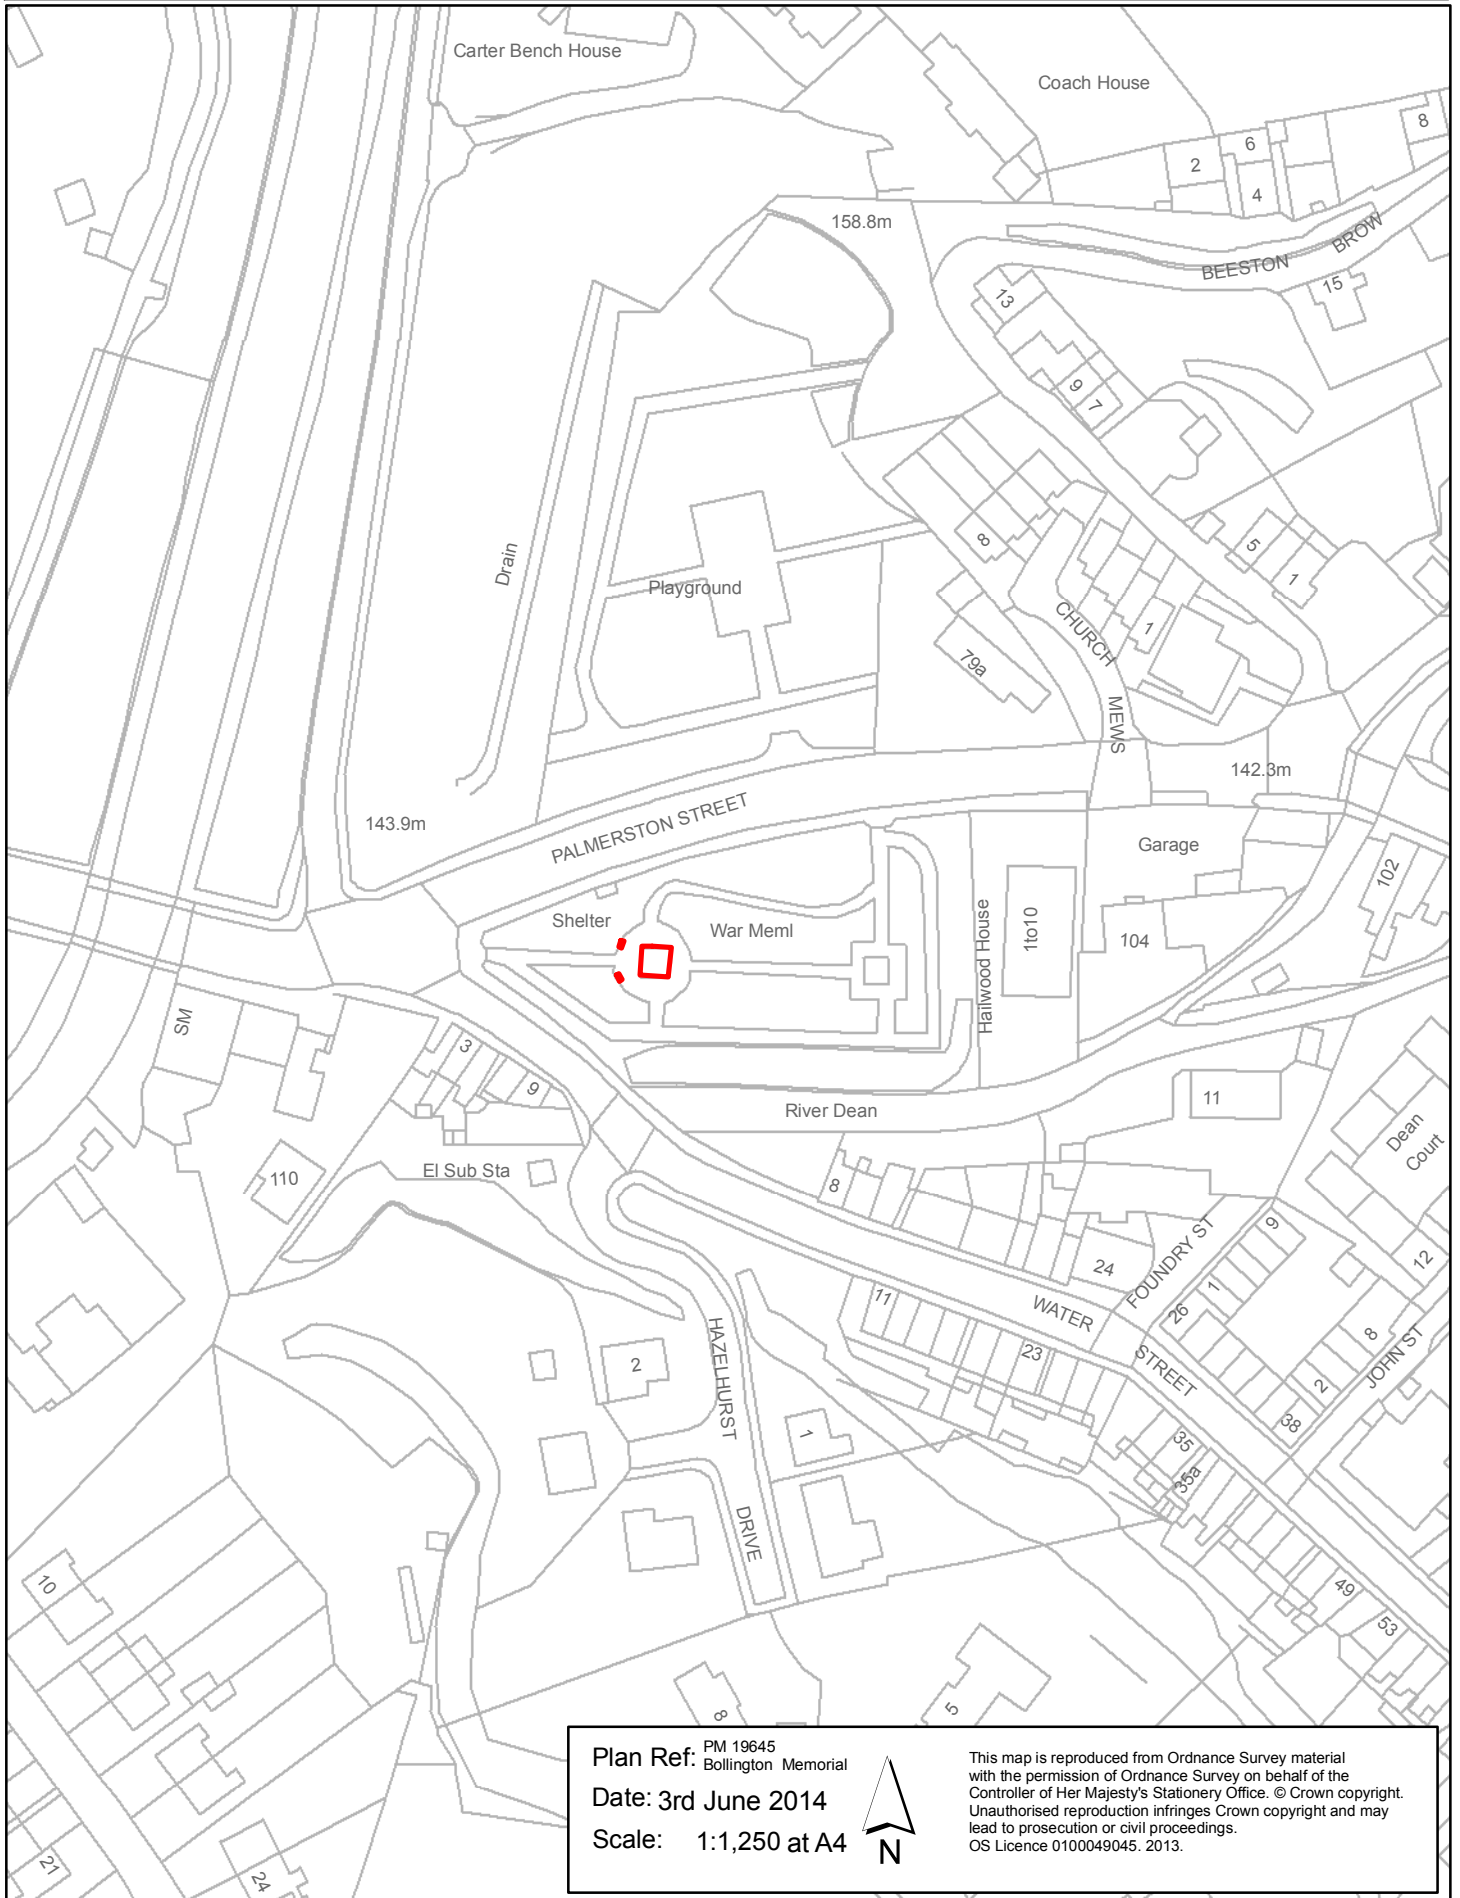 Carter Bench House
Coach House
8
6
2
4
158.8m
BEESTON BROW
15
13
9
7
8
5
1
Drain
Playground
CHURCH MEWS
1
79a
142.3m
143.9m
PALMERSTON STREET
Garage
102
Shelter
War Meml
Hailwood House
1to10
104
SM
3
9
River Dean
11
Dean
Court
110
El Sub Sta
8
24
FOUNDRY ST
9
1
26
12
11
WATER STREET
23
8
2
JOHN ST
38
HAZELHURST DRIVE
2
1
35
35a
10
49
53
8
5
21
24
Plan Ref: PM 19645
Bollington Memorial
Date: 3rd June 2014
Scale: 1:1,250 at A4
N
This map is reproduced from Ordnance Survey material
with the permission of Ordnance Survey on behalf of the
Controller of Her Majesty's Stationery Office. © Crown copyright.
Unauthorised reproduction infringes Crown copyright and may
lead to prosecution or civil proceedings.
OS Licence 0100049045. 2013.